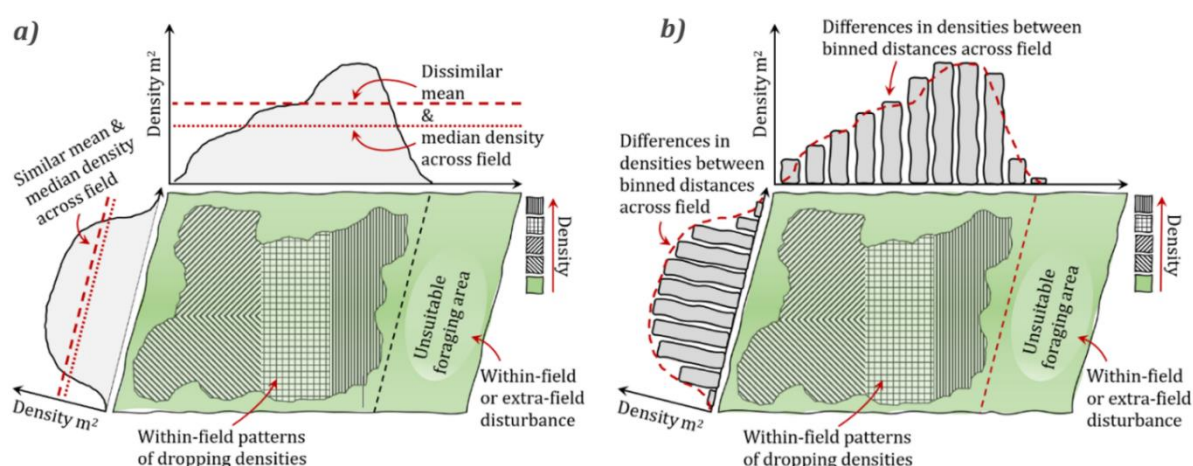 a)
Density m²
Dissimilar
mean
&
median density
across field
Similar mean &
median density
across field
Density
Unsuitable
foraging area
Within-field
or extra-field
disturbance
Density m²
Within-field patterns
of dropping densities
b)
Differences in densities between
binned distances across field
Density m²
Differences in
densities between
binned distances
across field
Density
Unsuitable
foraging area
Within-field
or extra-field
disturbance
Density m²
Within-field patterns
of dropping densities